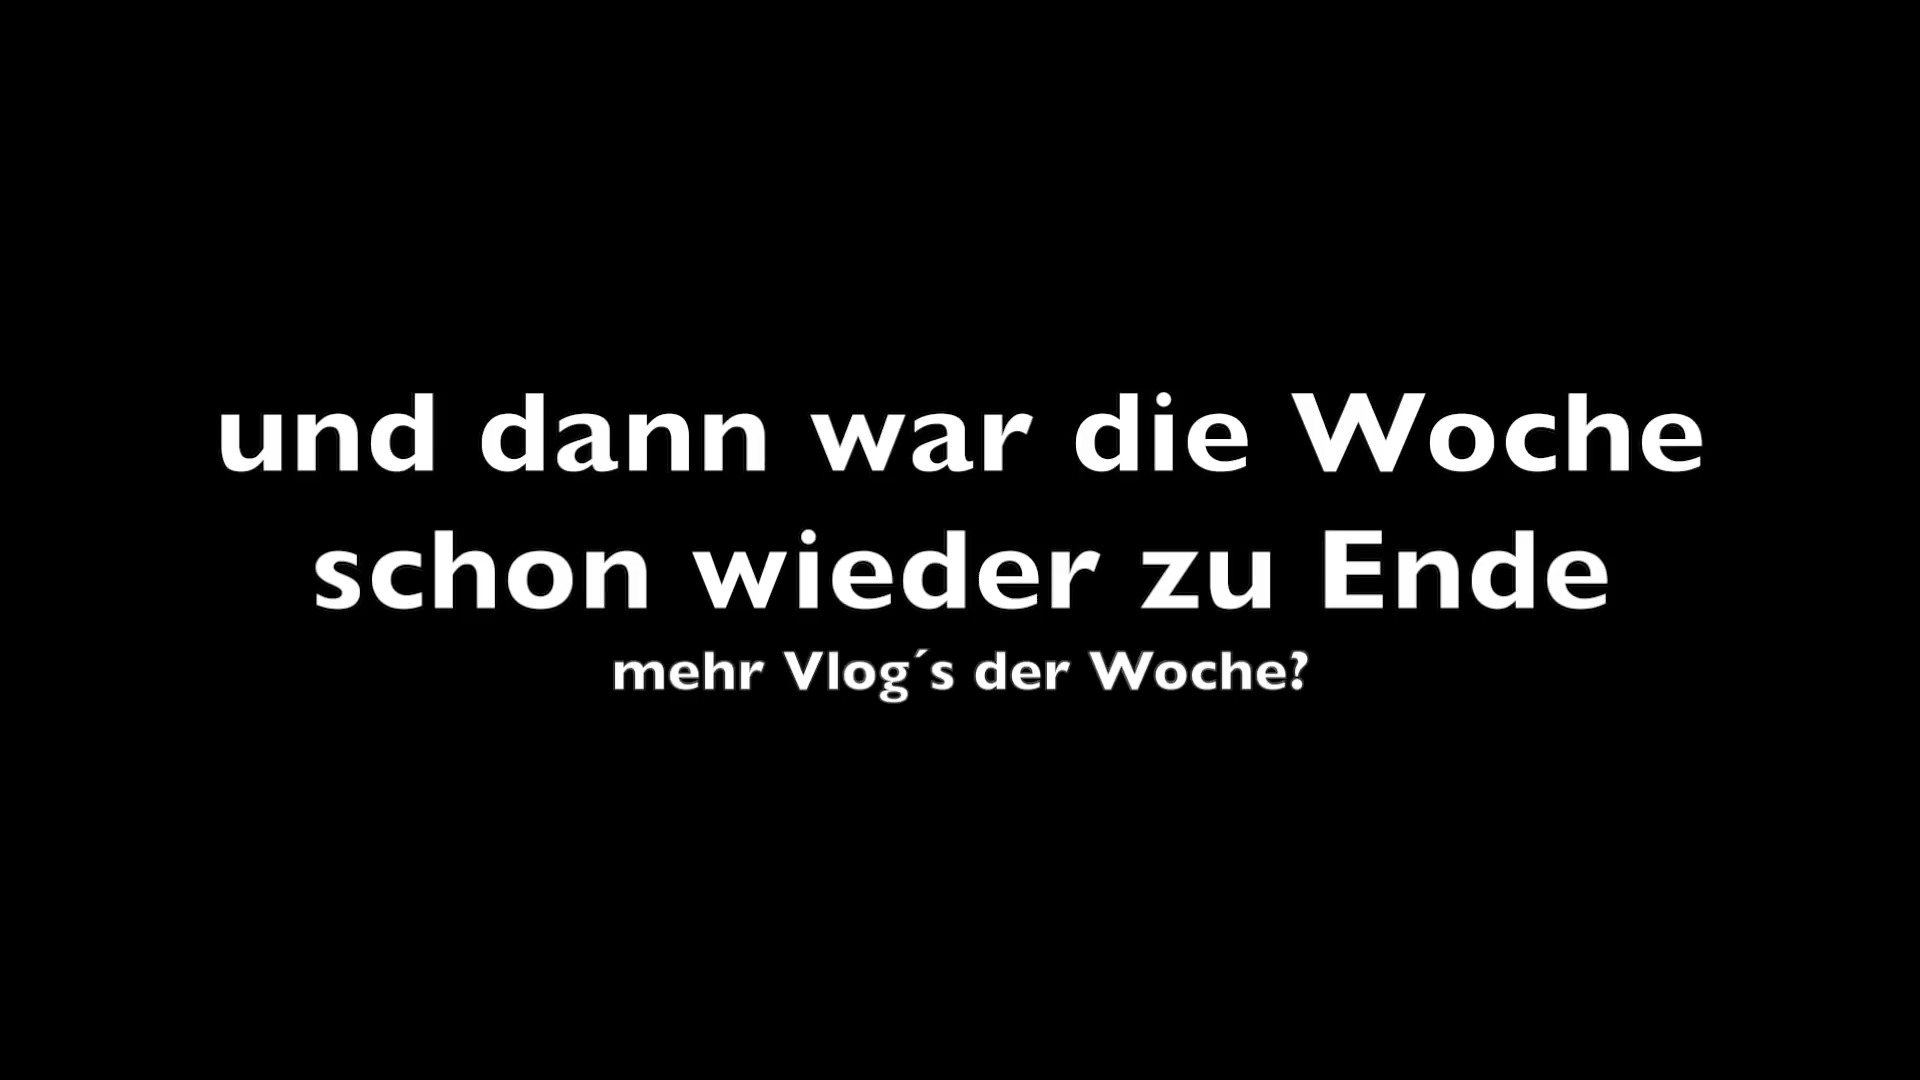 und dann war die Woche
schon wieder zu Ende
mehr Vlog´s der Woche?